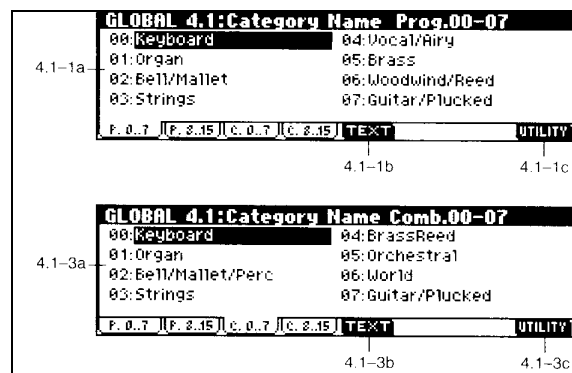 GLOBAL 4.1:Category Name Prog.00-07
00:Keyboard 04:Vocal/Airy
01:Organ 05:Brass
4.1–1a
02:Bell/Mallet 06:Woodwind/Reed
03:Strings 07:Guitar/Plucked
P. 0..7 P. 8..15 C. 0..7 C. 8..15 TEXT UTILITY
4.1–1b 4.1–1c
GLOBAL 4.1:Category Name Comb.00-07
00:Keyboard 04:BrassReed
01:Organ 05:Orchestral
4.1–3a
02:Bell/Mallet/Perc 06:World
03:Strings 07:Guitar/Plucked
P. 0..7 P. 8..15 C. 0..7 C. 8..15 TEXT UTILITY
4.1–3b 4.1–3c